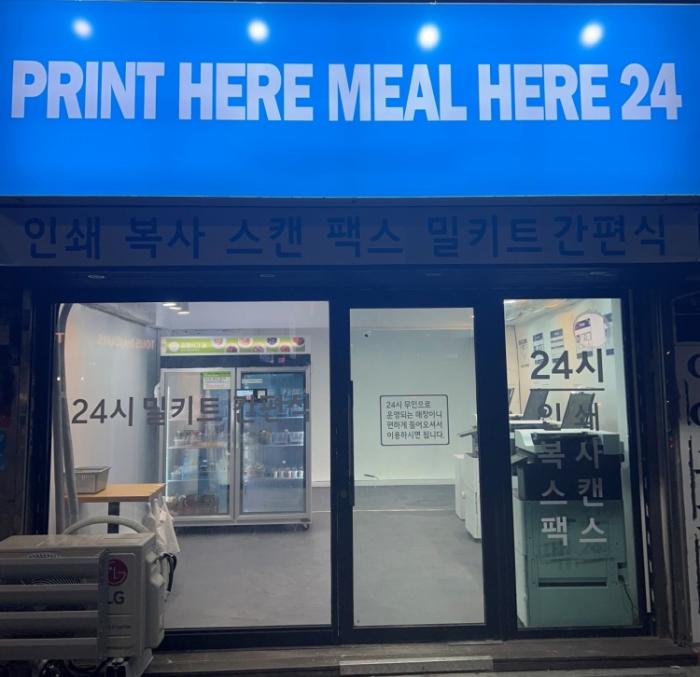 PRINT HERE MEAL HERE 24
인쇄 복사 스캔 팩스 밀키트 간편식
24시 밀키트 간편식
24시 무인으로
운영되는 매장이니
편하게 들어오셔서
이용하시면 됩니다.
24시
인쇄
복사
스캔
팩스
LG